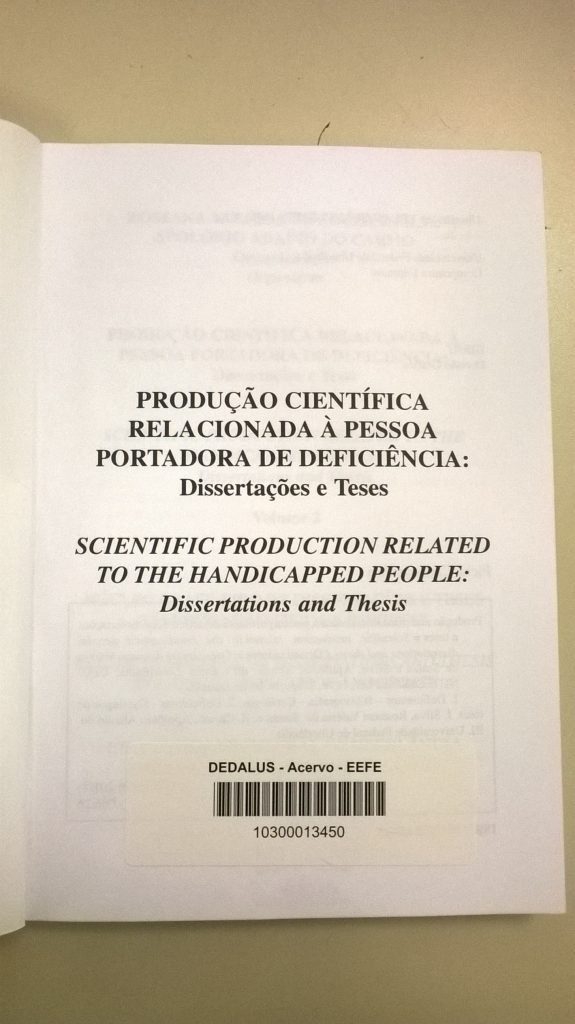 PRODUÇÃO CIENTÍFICA
RELACIONADA À PESSOA
PORTADORA DE DEFICIÊNCIA:
Dissertações e Teses
SCIENTIFIC PRODUCTION RELATED
TO THE HANDICAPPED PEOPLE:
Dissertations and Thesis
DEDALUS - Acervo - EEFE
10300013450